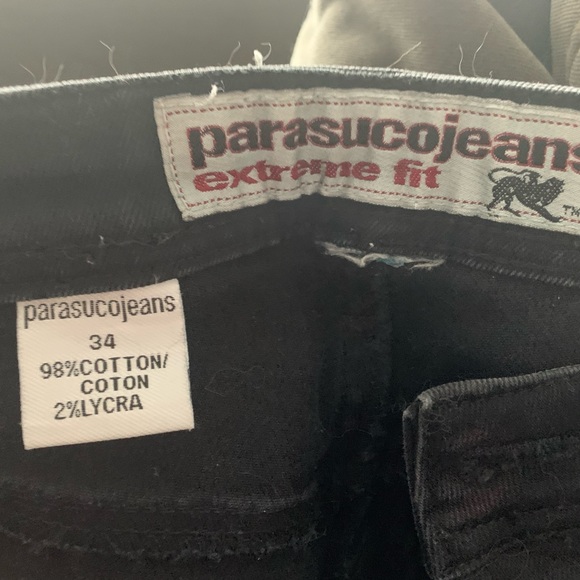 parasucojeans
extreme fit
TM
parasucojeans
34
98%COTTON/
COTON
2%LYCRA